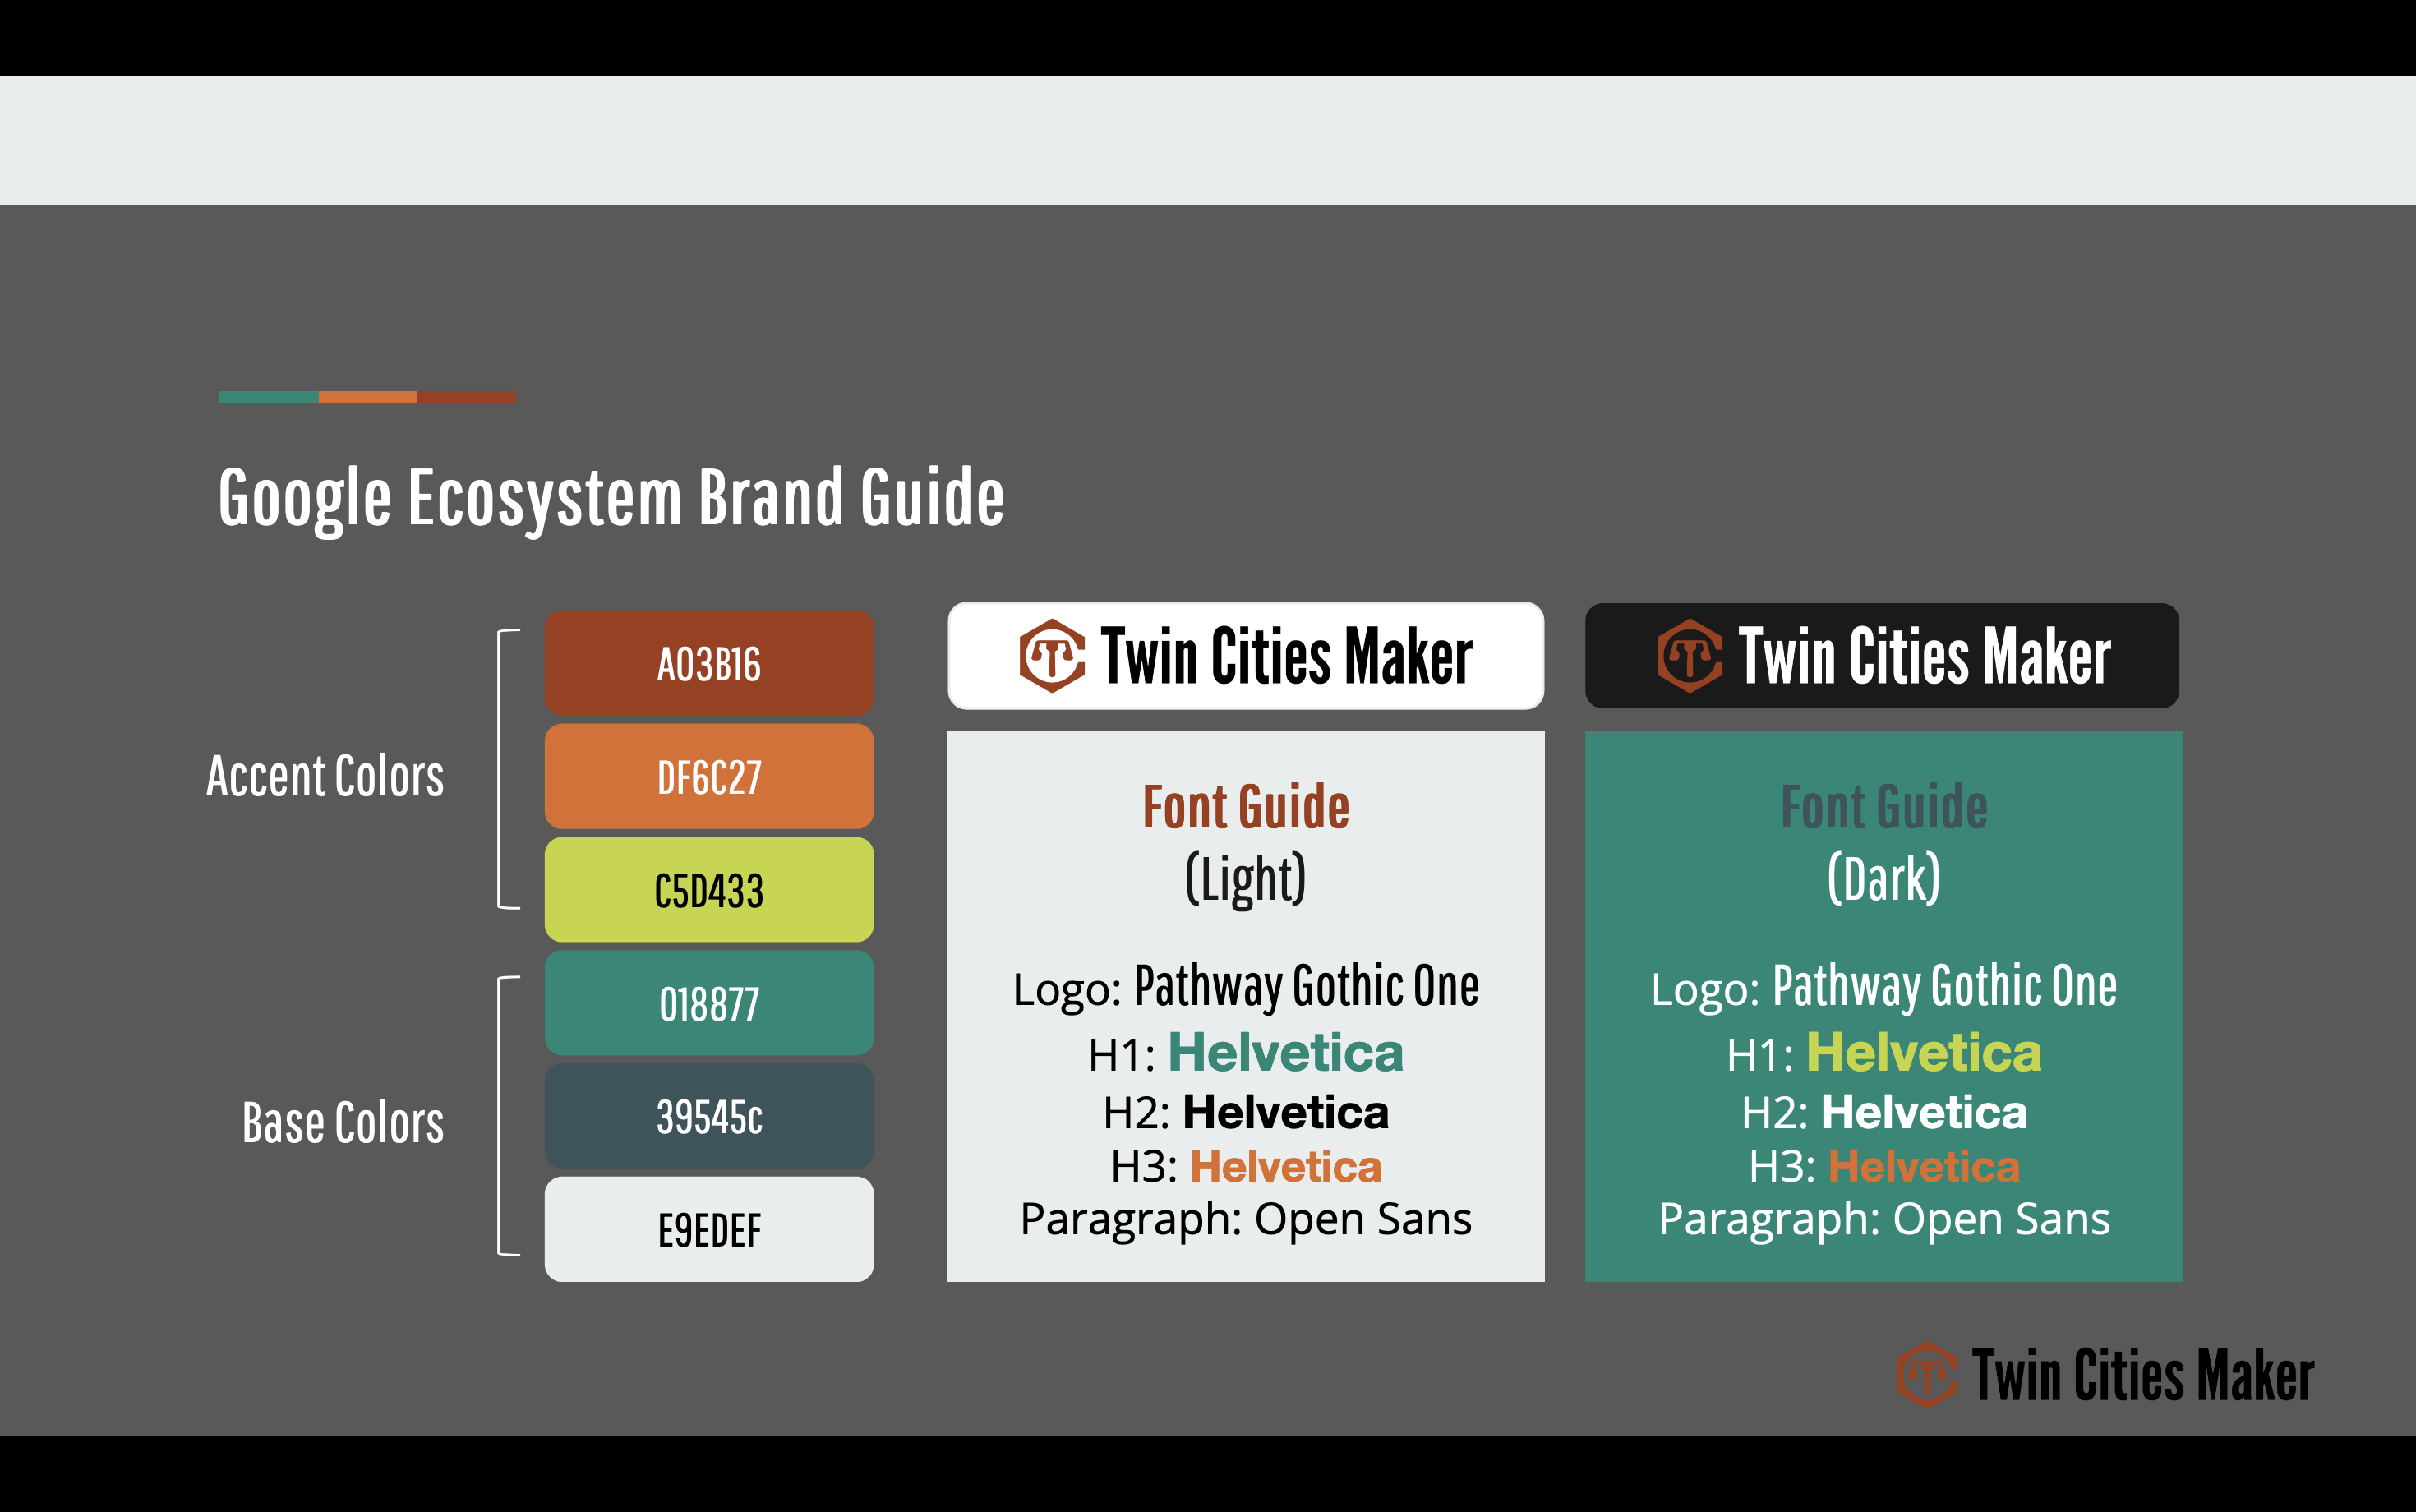 Google Ecosystem Brand Guide
Accent Colors
A03B16
DF6C27
C5D433
Base Colors
018877
39545c
E9EDEF
Twin Cities Maker
Font Guide
(Light)
Logo: Pathway Gothic One
H1: Helvetica
H2: Helvetica
H3: Helvetica
Paragraph: Open Sans
Twin Cities Maker
Font Guide
(Dark)
Logo: Pathway Gothic One
H1: Helvetica
H2: Helvetica
H3: Helvetica
Paragraph: Open Sans
Twin Cities Maker